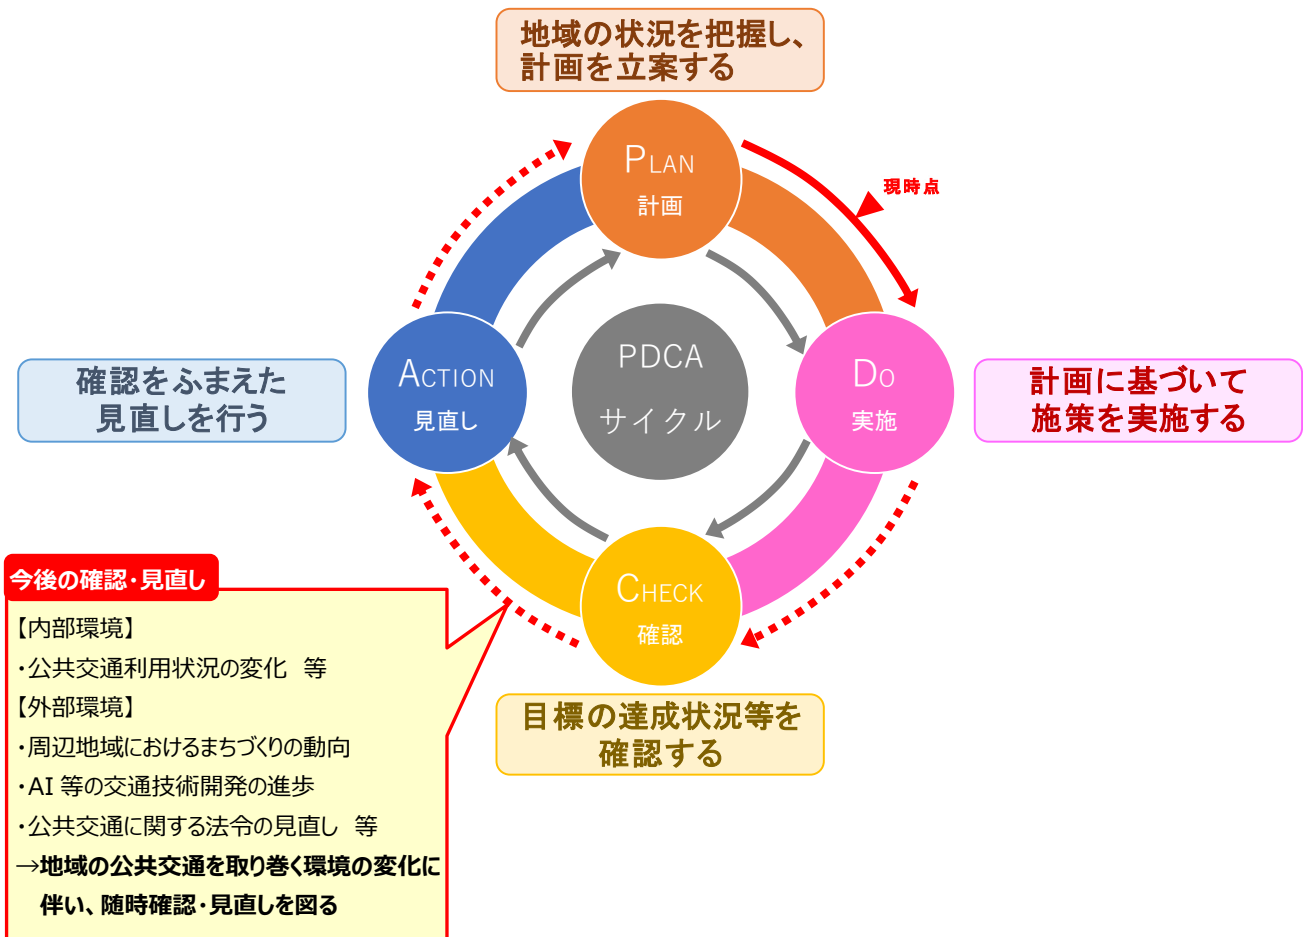 地域の状況を把握し、
計画を立案する
PLAN
計画
現時点
ACTION
見直し
PDCA
サイクル
DO
実施
確認をふまえた
見直しを行う
計画に基づいて
施策を実施する
CHECK
確認
目標の達成状況等を
確認する
今後の確認・見直し
【内部環境】
・公共交通利用状況の変化 等
【外部環境】
・周辺地域におけるまちづくりの動向
・AI 等の交通技術開発の進歩
・公共交通に関する法令の見直し 等
→地域の公共交通を取り巻く環境の変化に
伴い、随時確認・見直しを図る